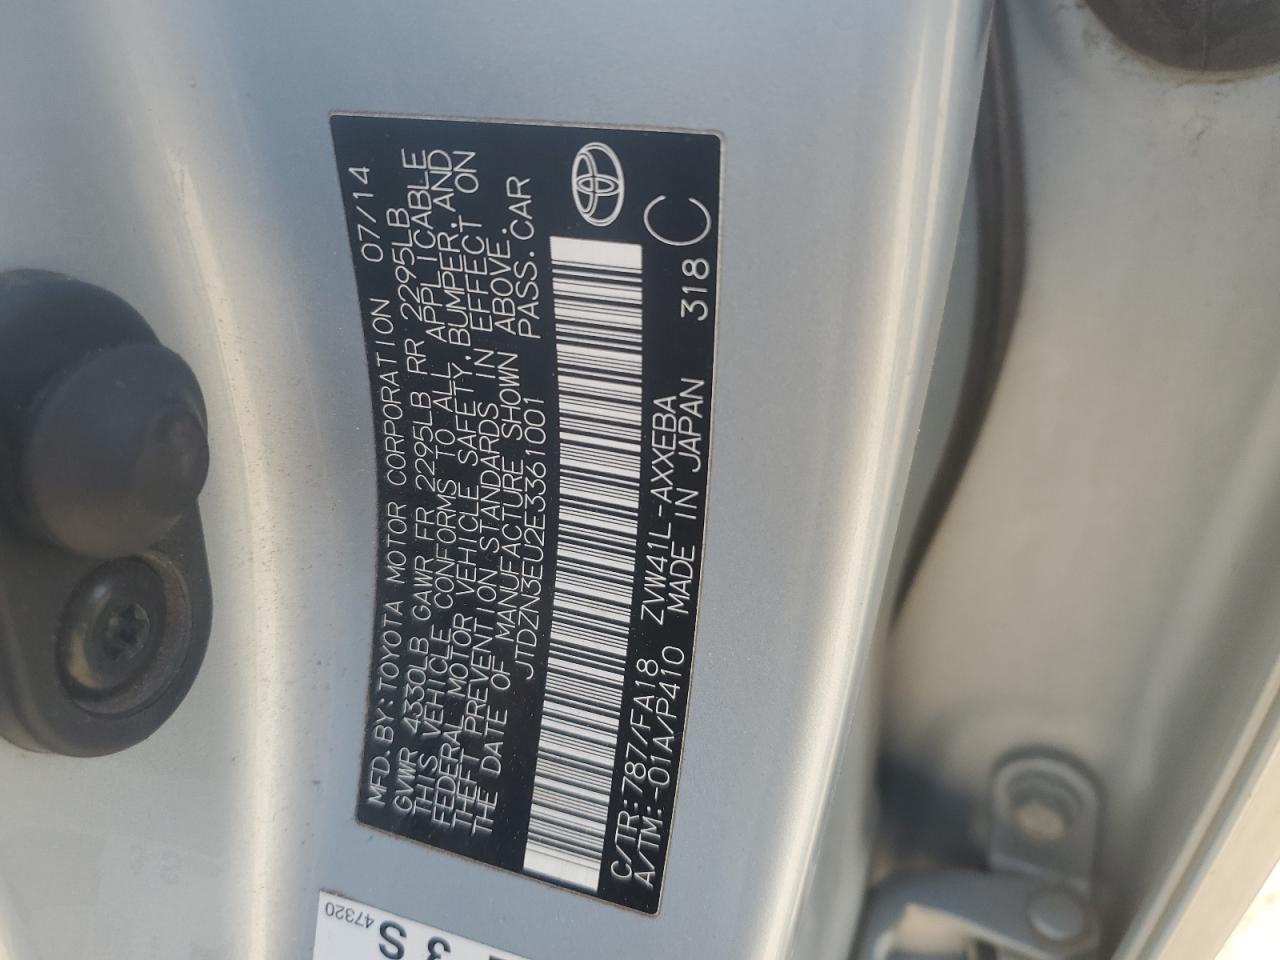 MFD.BY:TOYOTA MOTOR CORPORATION 07/14
GVWR 4330LB GAWR FR 2295LB RR 2295LB
THIS VEHICLE CONFORMS TO ALL APPLICABLE
FEDERAL MOTOR VEHICLE SAFETY,BUMPER,AND
THEFT PREVENTION STANDARDS IN EFFECT ON
THE DATE OF MANUFACTURE SHOWN ABOVE.
JTDZN3EU2E3361001 PASS.CAR
C/TR:787/FA18 ZVW41L-AXXEBA C
A/TM:-01A/P410 MADE IN JAPAN 318
47320
3S